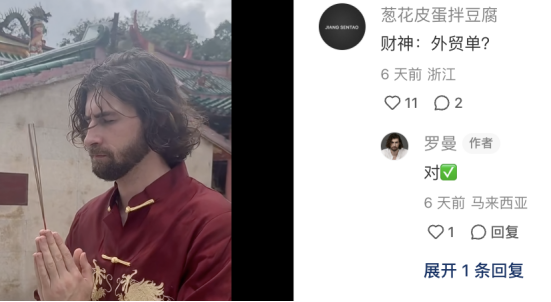 JIANG SENTAO
葱花皮蛋拌豆腐
财神：外贸单？
6 天前 浙江
11
2
罗曼 作者
对✅
6 天前 马来西亚
1 回复
展开 1 条回复